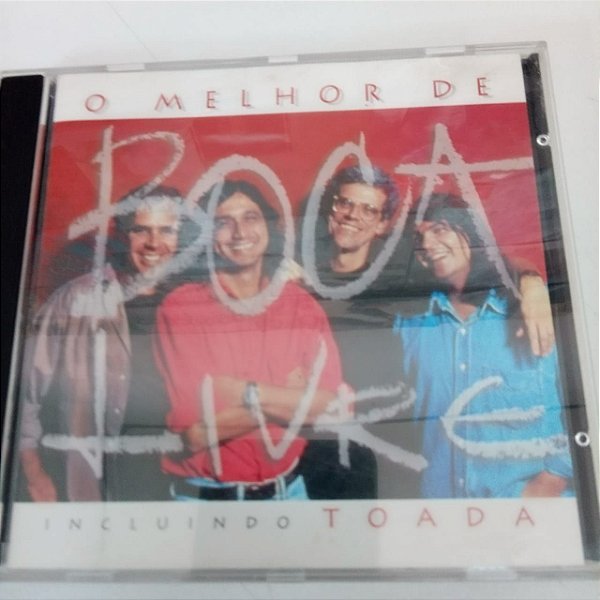 O MELHOR DE
BOCA
LIVRE
INCLUINDO TOADA